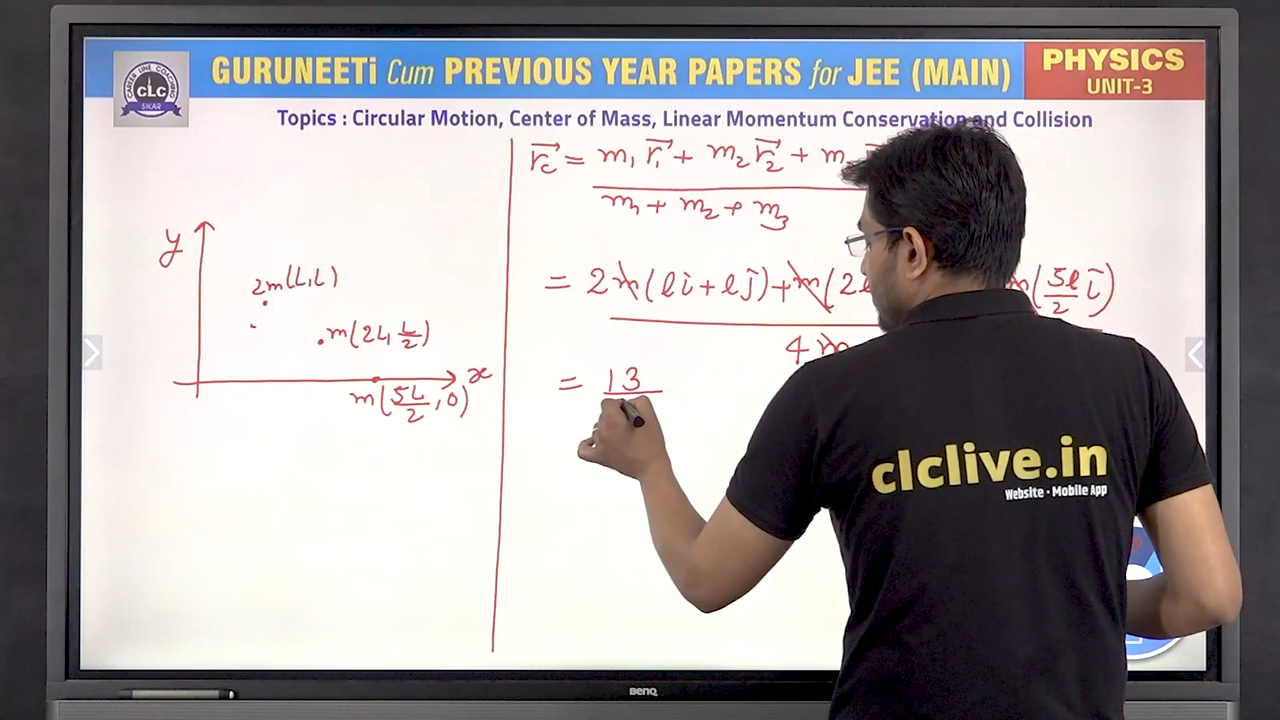 GURUNEETi Cum PREVIOUS YEAR PAPERS for JEE (MAIN)
PHYSICS
UNIT-3
CAREER LINE COACHING
CLC
SIKAR
Topics : Circular Motion, Center of Mass, Linear Momentum Conservation and Collision
y
2m(L,L)
m(2L, L/2)
x
m(5L/2, 0)
r⃗c = m₁r⃗₁ + m₂r⃗₂ + m
m₁ + m₂ + m₃
= 2m(li + lj) + m(2l m(5l/2 i)
4m
= 13
clclive.in
Website • Mobile App
BENQ